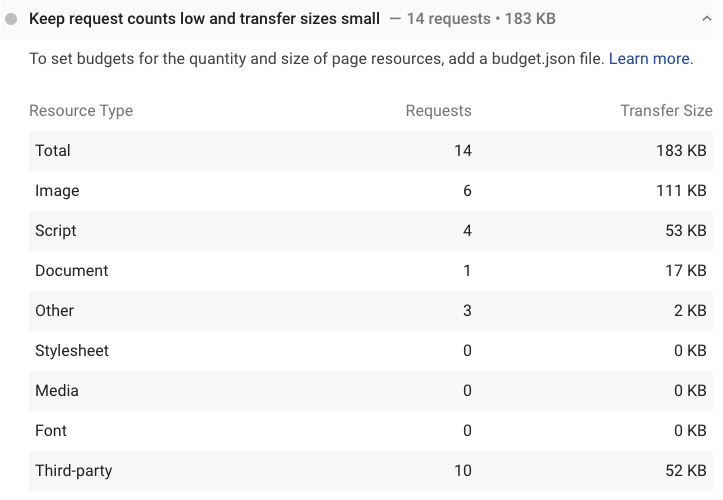 Keep request counts low and transfer sizes small — 14 requests • 183 KB
To set budgets for the quantity and size of page resources, add a budget.json file. Learn more.
Resource Type Requests Transfer Size
Total 14 183 KB
Image 6 111 KB
Script 4 53 KB
Document 1 17 KB
Other 3 2 KB
Stylesheet 0 0 KB
Media 0 0 KB
Font 0 0 KB
Third-party 10 52 KB